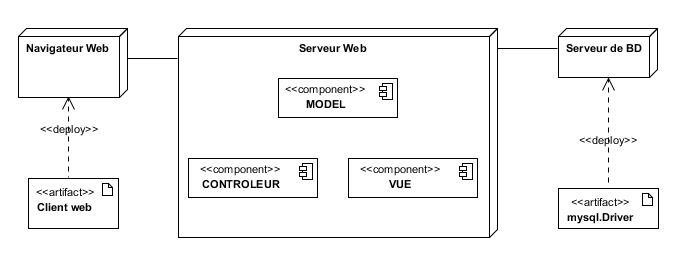 Navigateur Web
Serveur Web
Serveur de BD
<<component>>
MODEL
<<deploy>>
<<deploy>>
<<component>>
CONTROLEUR
<<component>>
VUE
<<artifact>>
Client web
<<artifact>>
mysql.Driver